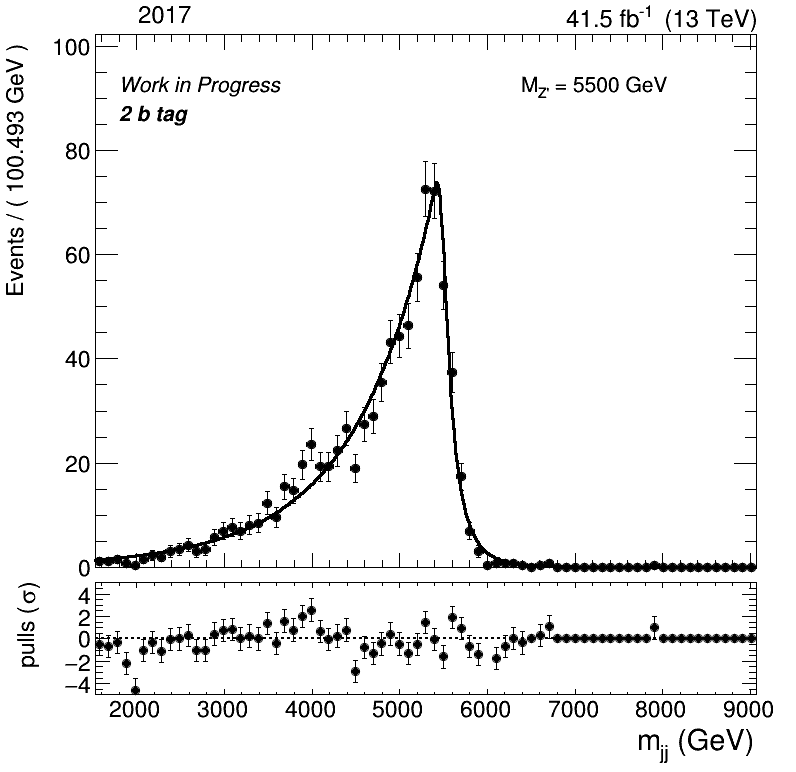 2017 41.5 fb⁻¹ (13 TeV)
Events / ( 100.493 GeV )
100
80
60
40
20
0
Work in Progress
2 b tag
M_Z' = 5500 GeV
pulls (σ)
4
2
0
−2
−4
2000 3000 4000 5000 6000 7000 8000 9000
m_jj (GeV)